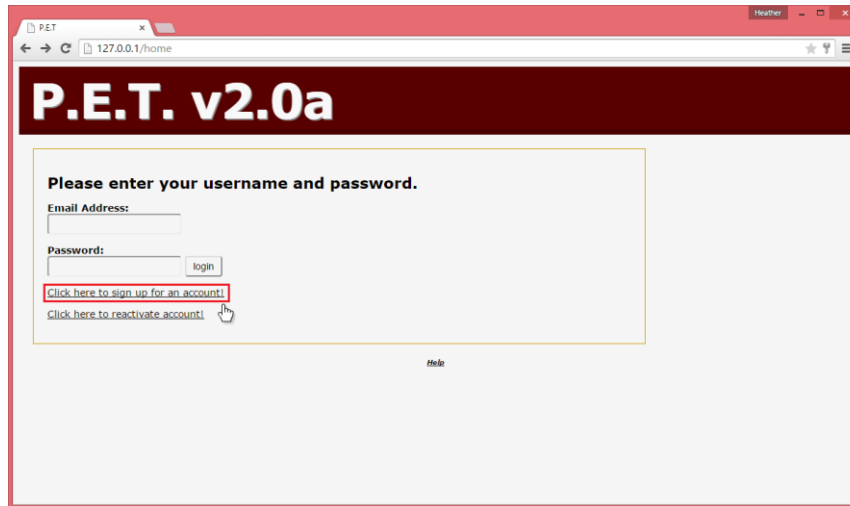 Heather
P.E.T
127.0.0.1/home
P.E.T. v2.0a
Please enter your username and password.
Email Address:
Password:
login
Click here to sign up for an account!
Click here to reactivate account!
Help